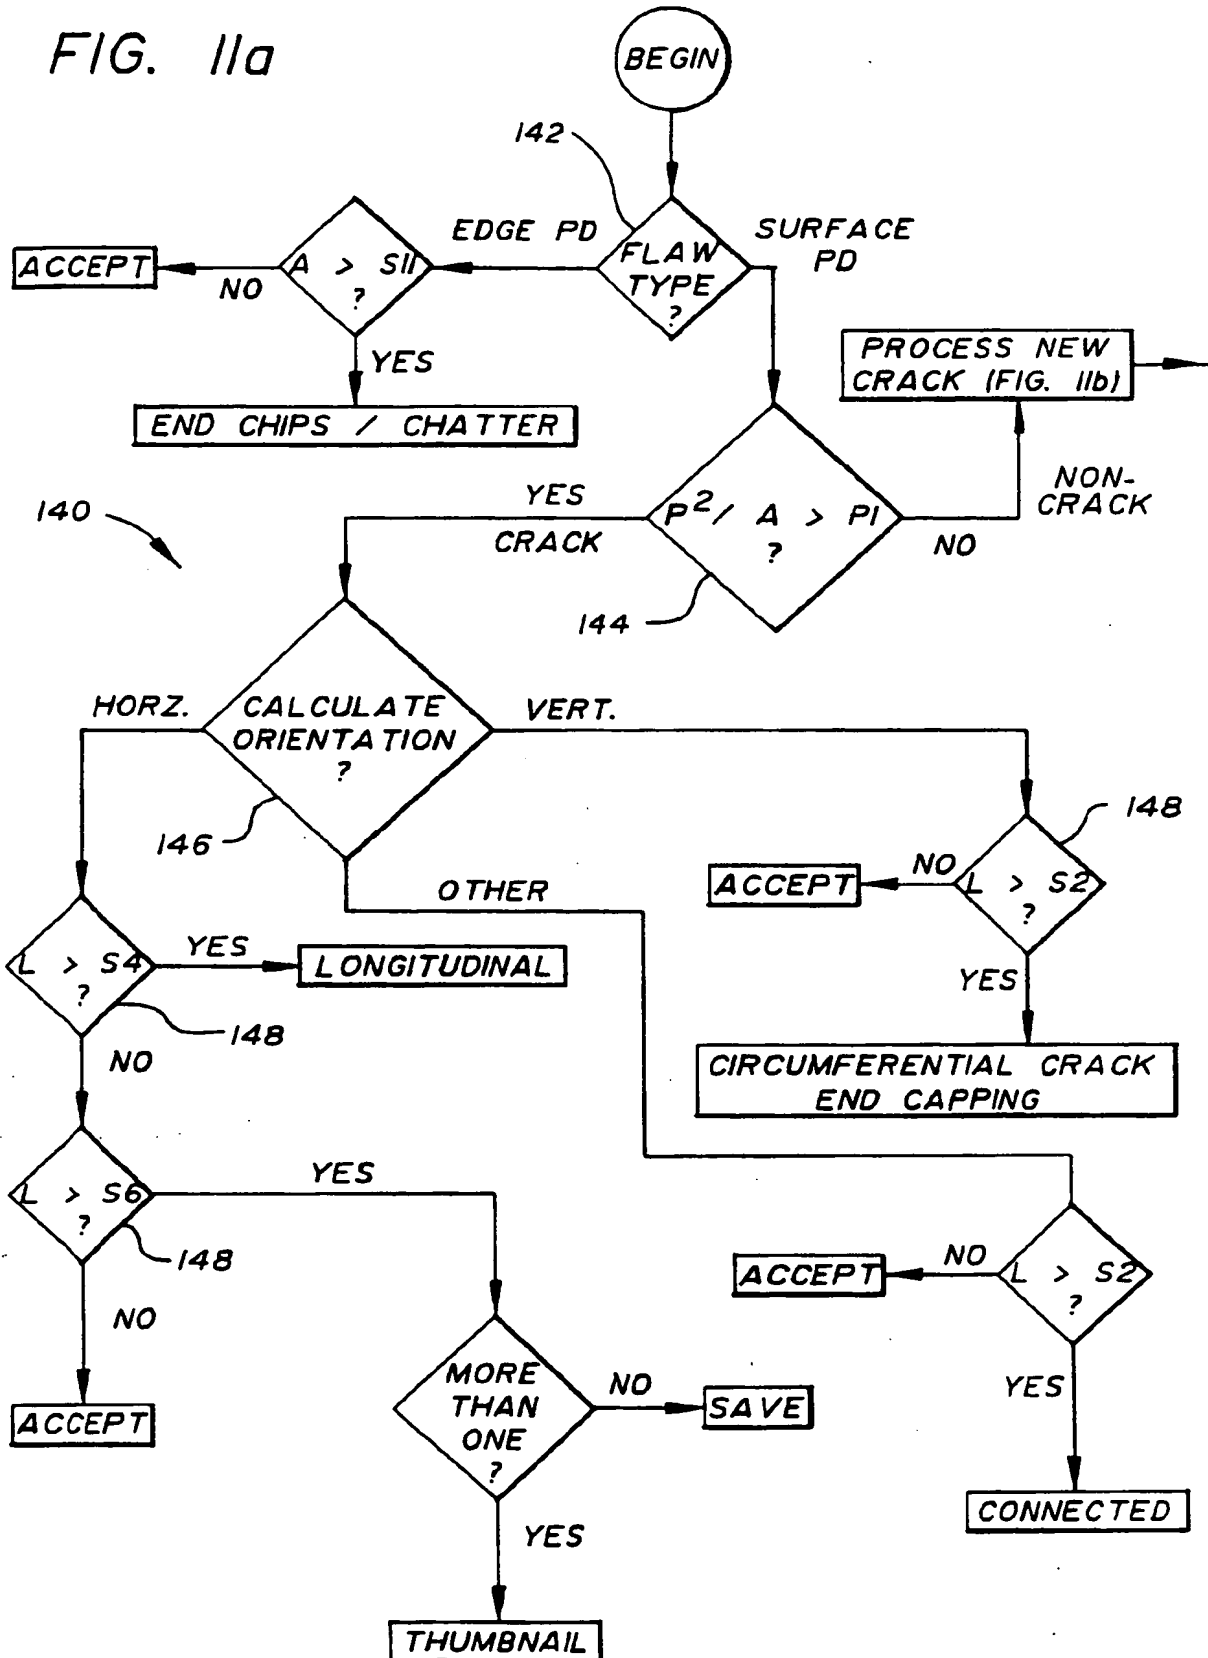 FIG. 11a
BEGIN
142
EDGE PD
SURFACE
PD
FLAW
TYPE
?
A > S11
?
ACCEPT
NO
YES
END CHIPS / CHATTER
PROCESS NEW
CRACK (FIG. 11b)
NON-
CRACK
P²/ A > P1
?
YES
CRACK
NO
140
144
HORZ.
CALCULATE
ORIENTATION
?
VERT.
146
148
ACCEPT
NO
L > S2
?
OTHER
YES
L > S4
?
YES
LONGITUDINAL
148
NO
CIRCUMFERENTIAL CRACK
END CAPPING
L > S6
?
YES
148
NO
ACCEPT
NO
L > S2
?
MORE
THAN
ONE
?
NO
SAVE
YES
ACCEPT
CONNECTED
YES
THUMBNAIL